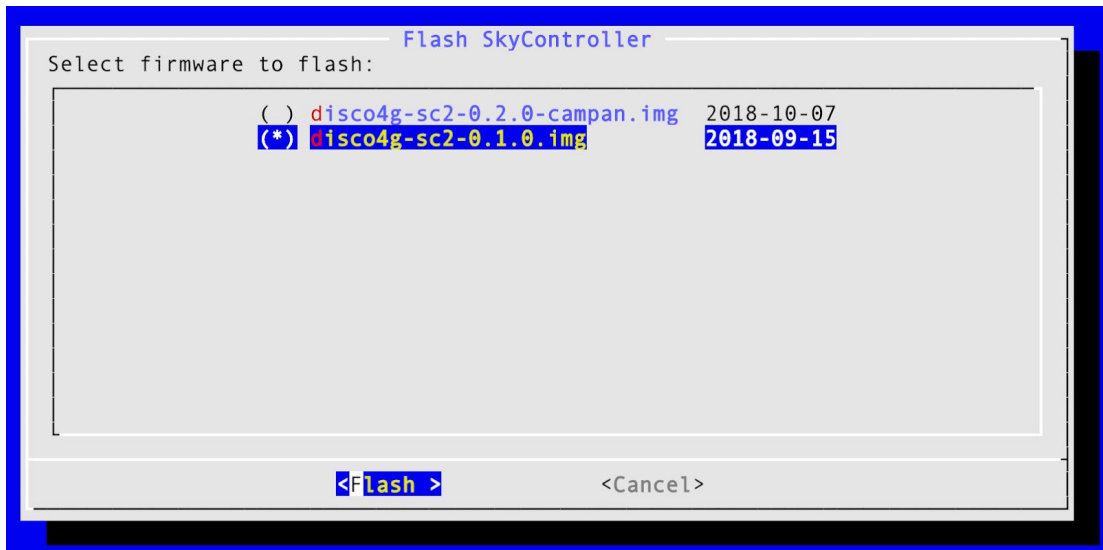 Flash SkyController
Select firmware to flash:
( ) disco4g-sc2-0.2.0-campan.img 2018-10-07
(*) disco4g-sc2-0.1.0.img 2018-09-15
<Flash > <Cancel>